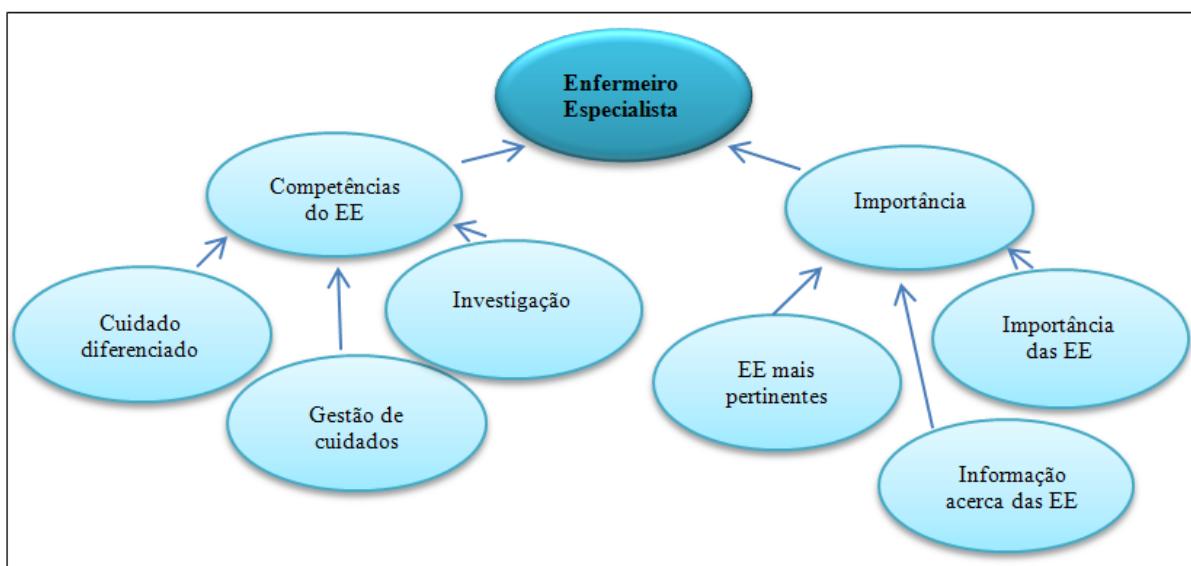 Enfermeiro
Especialista
Competências
do EE
Importância
Cuidado
diferenciado
Gestão de
cuidados
Investigação
EE mais
pertinentes
Informação
acerca das EE
Importância
das EE